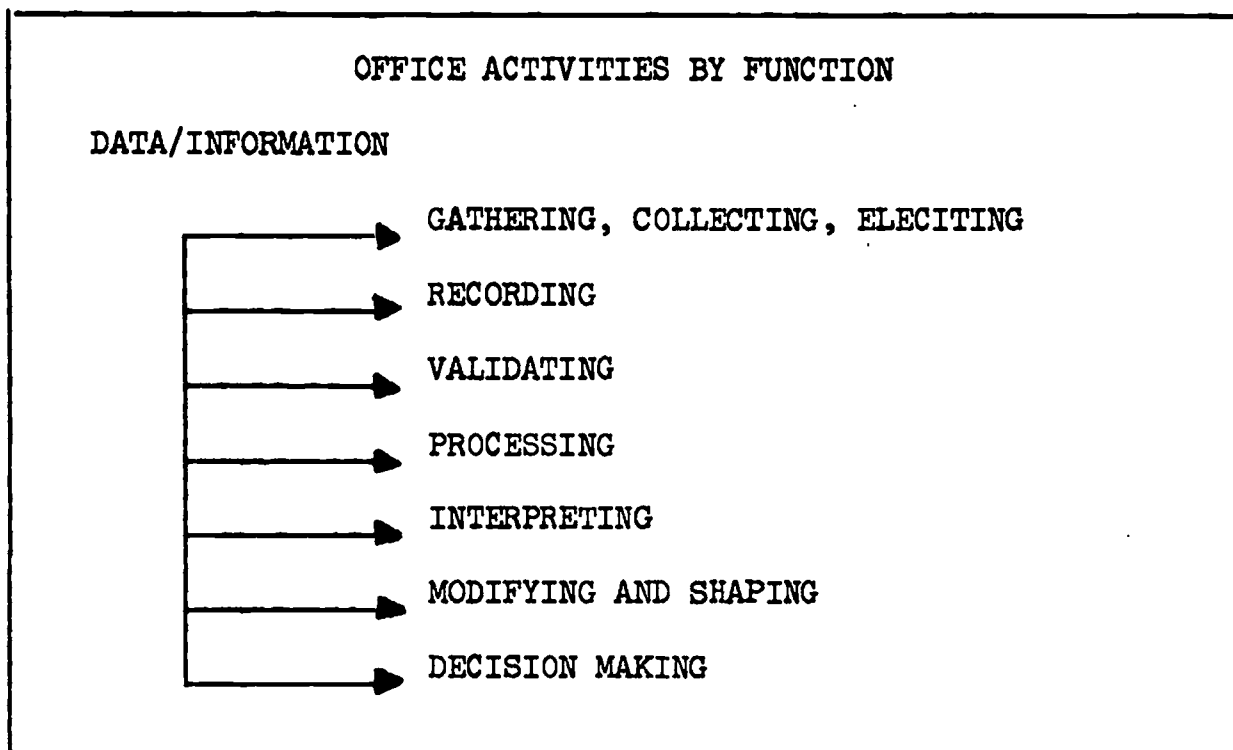 OFFICE ACTIVITIES BY FUNCTION
DATA/INFORMATION
GATHERING, COLLECTING, ELECITING
RECORDING
VALIDATING
PROCESSING
INTERPRETING
MODIFYING AND SHAPING
DECISION MAKING